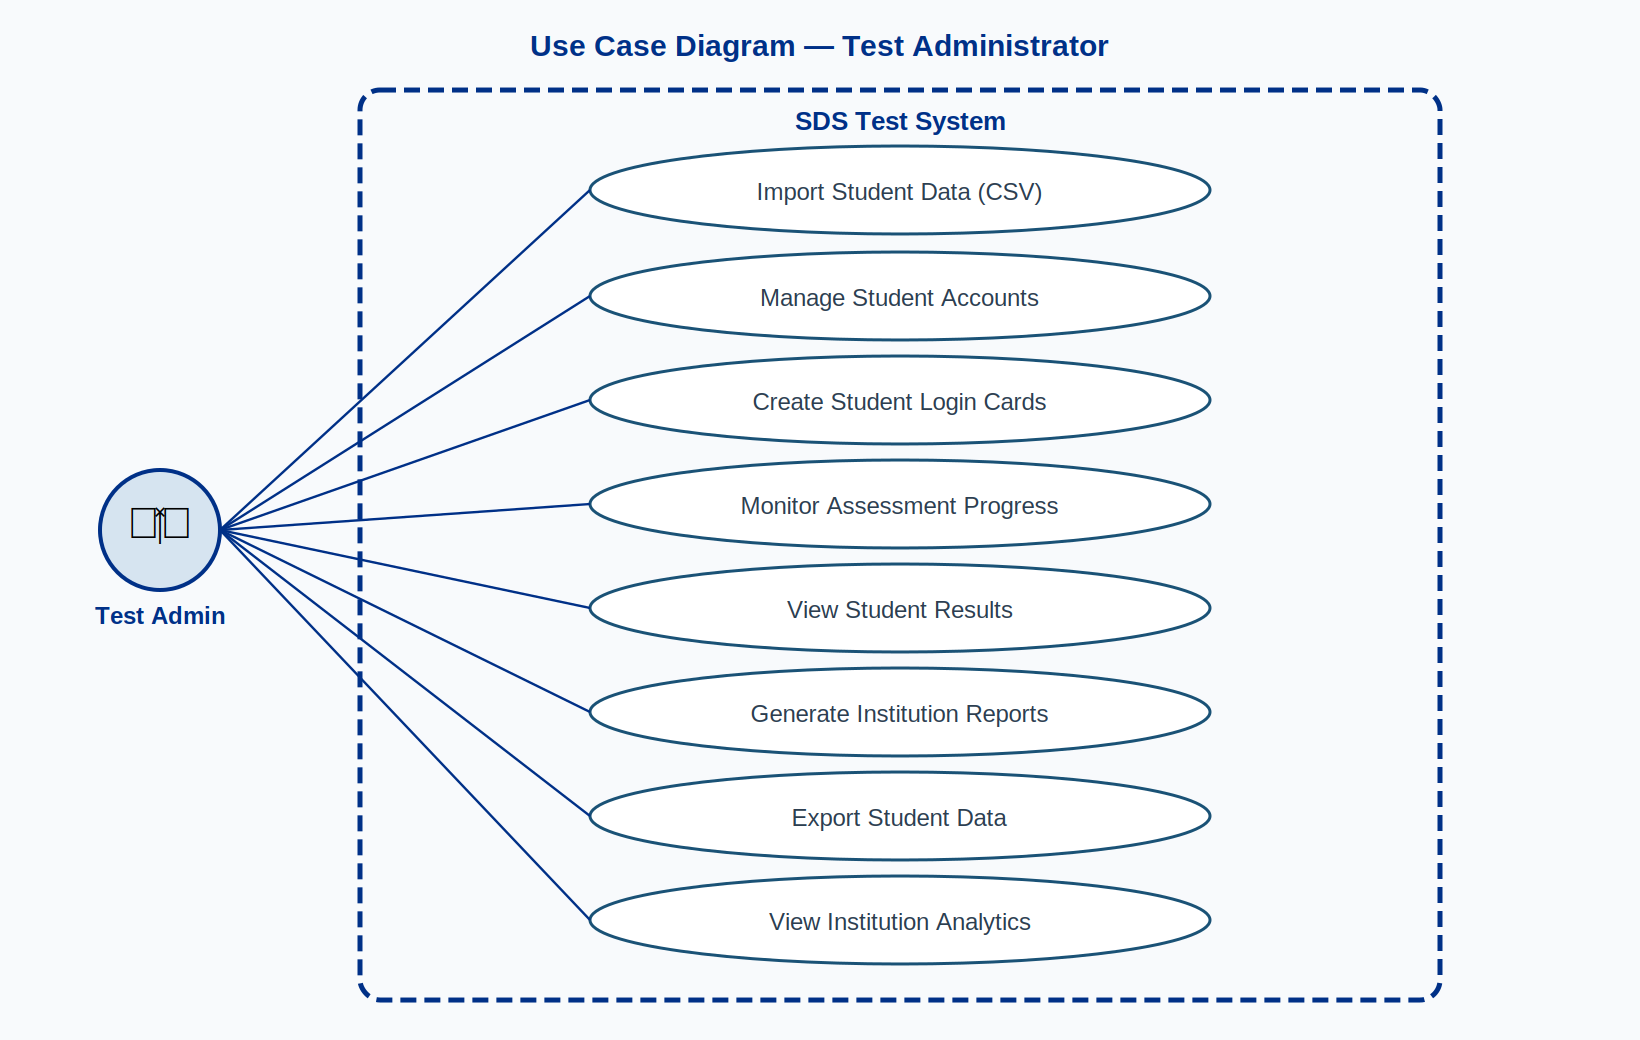 Use Case Diagram — Test Administrator
SDS Test System
Import Student Data (CSV)
Manage Student Accounts
Create Student Login Cards
Monitor Assessment Progress
View Student Results
Generate Institution Reports
Export Student Data
View Institution Analytics
Test Admin